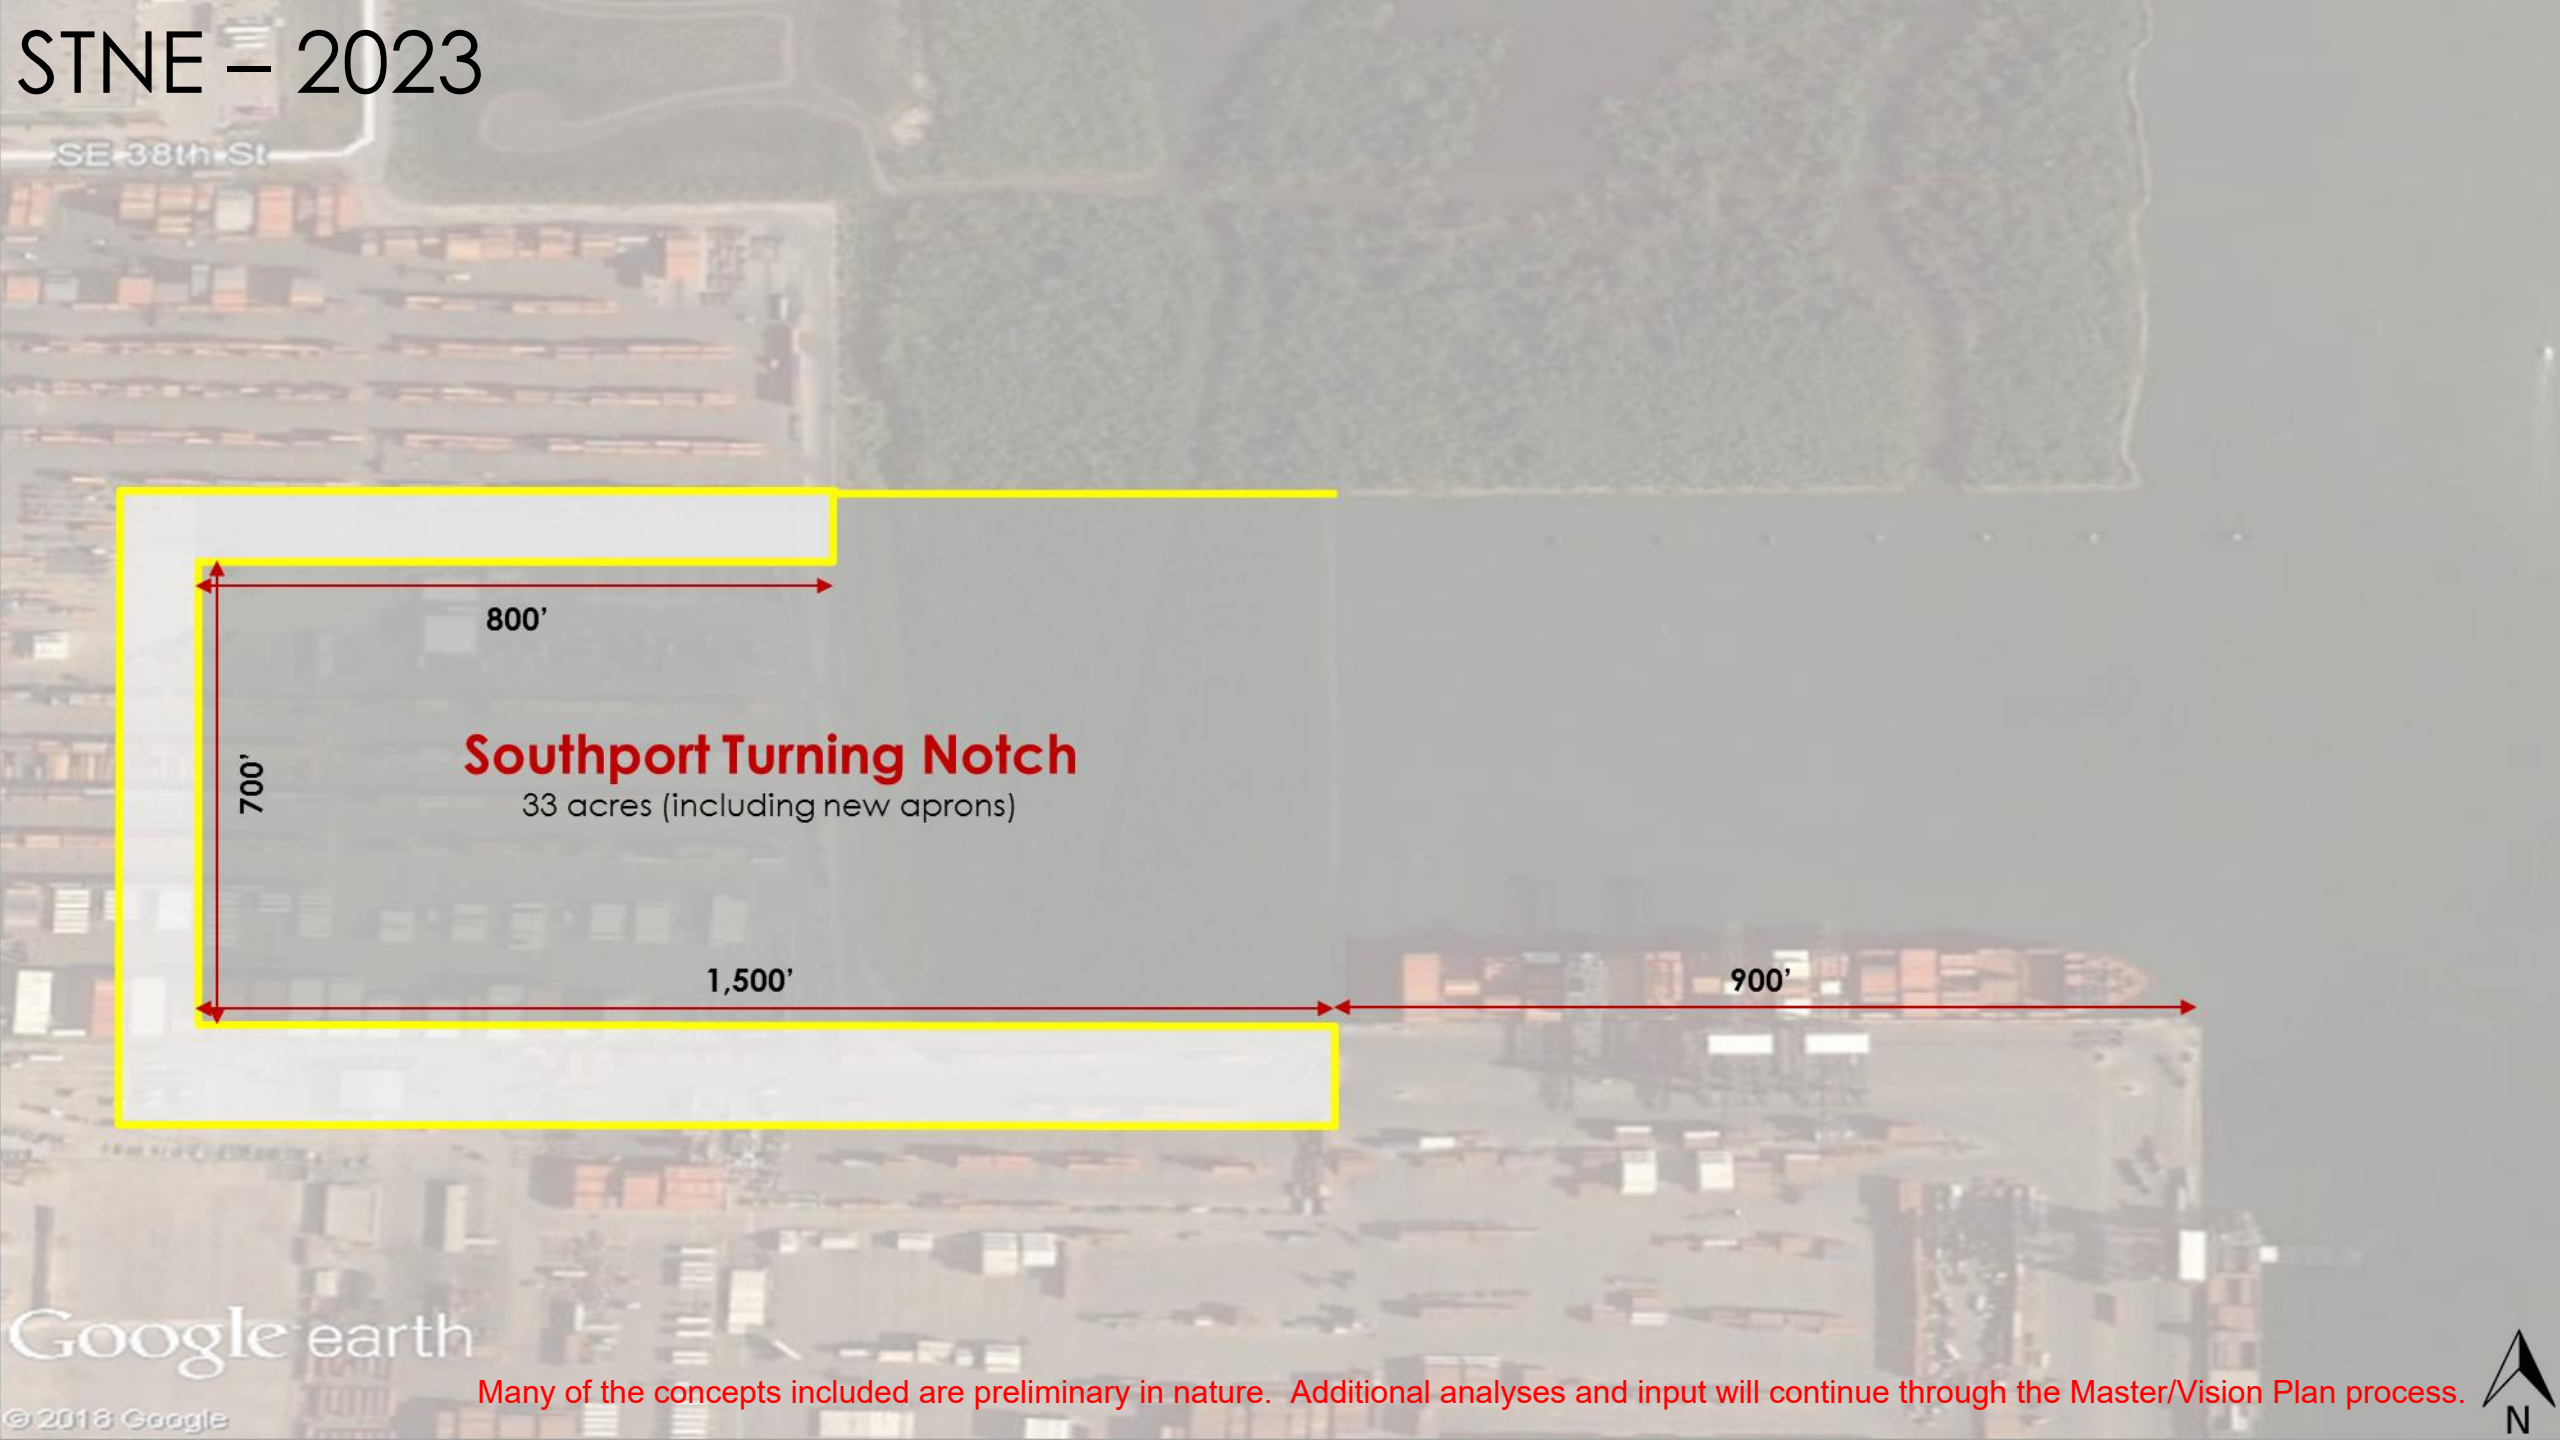 STNE – 2023
SE 38th St
800’
700’
Southport Turning Notch
33 acres (including new aprons)
1,500’
900’
Google earth
Many of the concepts included are preliminary in nature.  Additional analyses and input will continue through the Master/Vision Plan process.
© 2018 Google
N